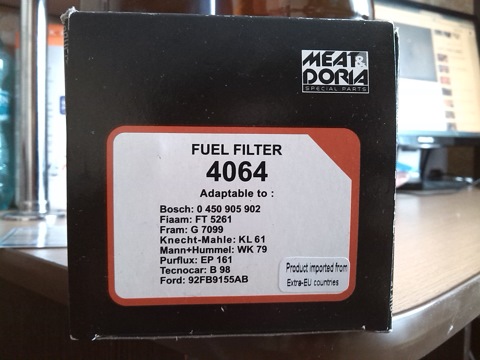 MEAT&
DORIA
SPECIAL PARTS
FUEL FILTER
4064
Adaptable to :
Bosch: 0 450 905 902
Fiaam: FT 5261
Fram: G 7099
Knecht-Mahle: KL 61
Mann+Hummel: WK 79
Purflux: EP 161
Tecnocar: B 98
Ford: 92FB9155AB
Product imported from
Extra-EU countries